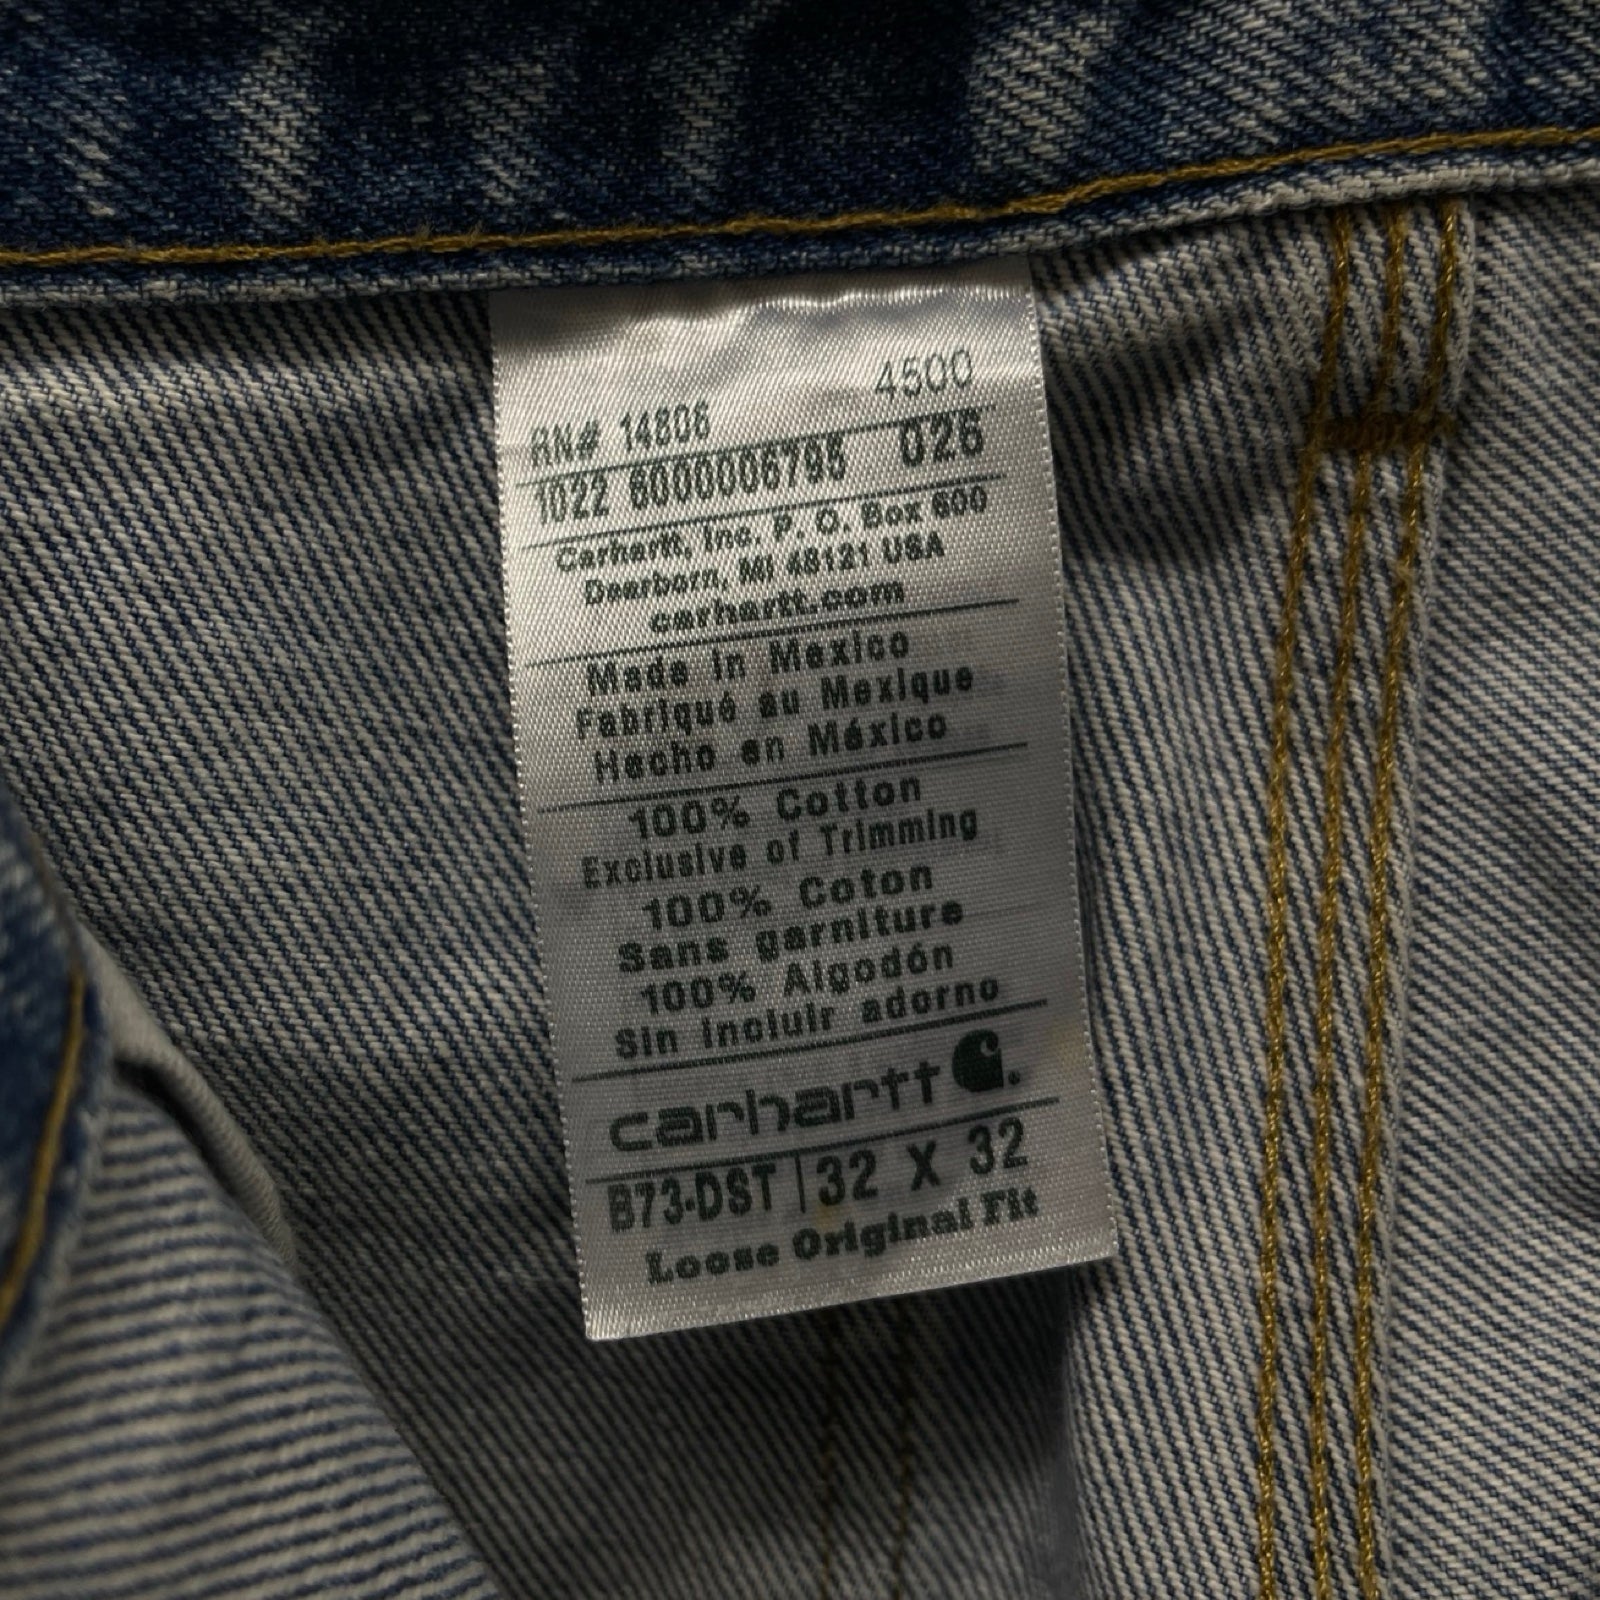 4500
RN# 14806
1022 6000006795 026
Carhartt, Inc. P. O. Box 600
Dearborn, MI 48121 USA
carhartt.com
Made in Mexico
Fabriqué au Mexique
Hecho en México
100% Cotton
Exclusive of Trimming
100% Coton
Sans garniture
100% Algodón
Sin incluir adorno
carhartt
B73-DST | 32 X 32
Loose Original Fit